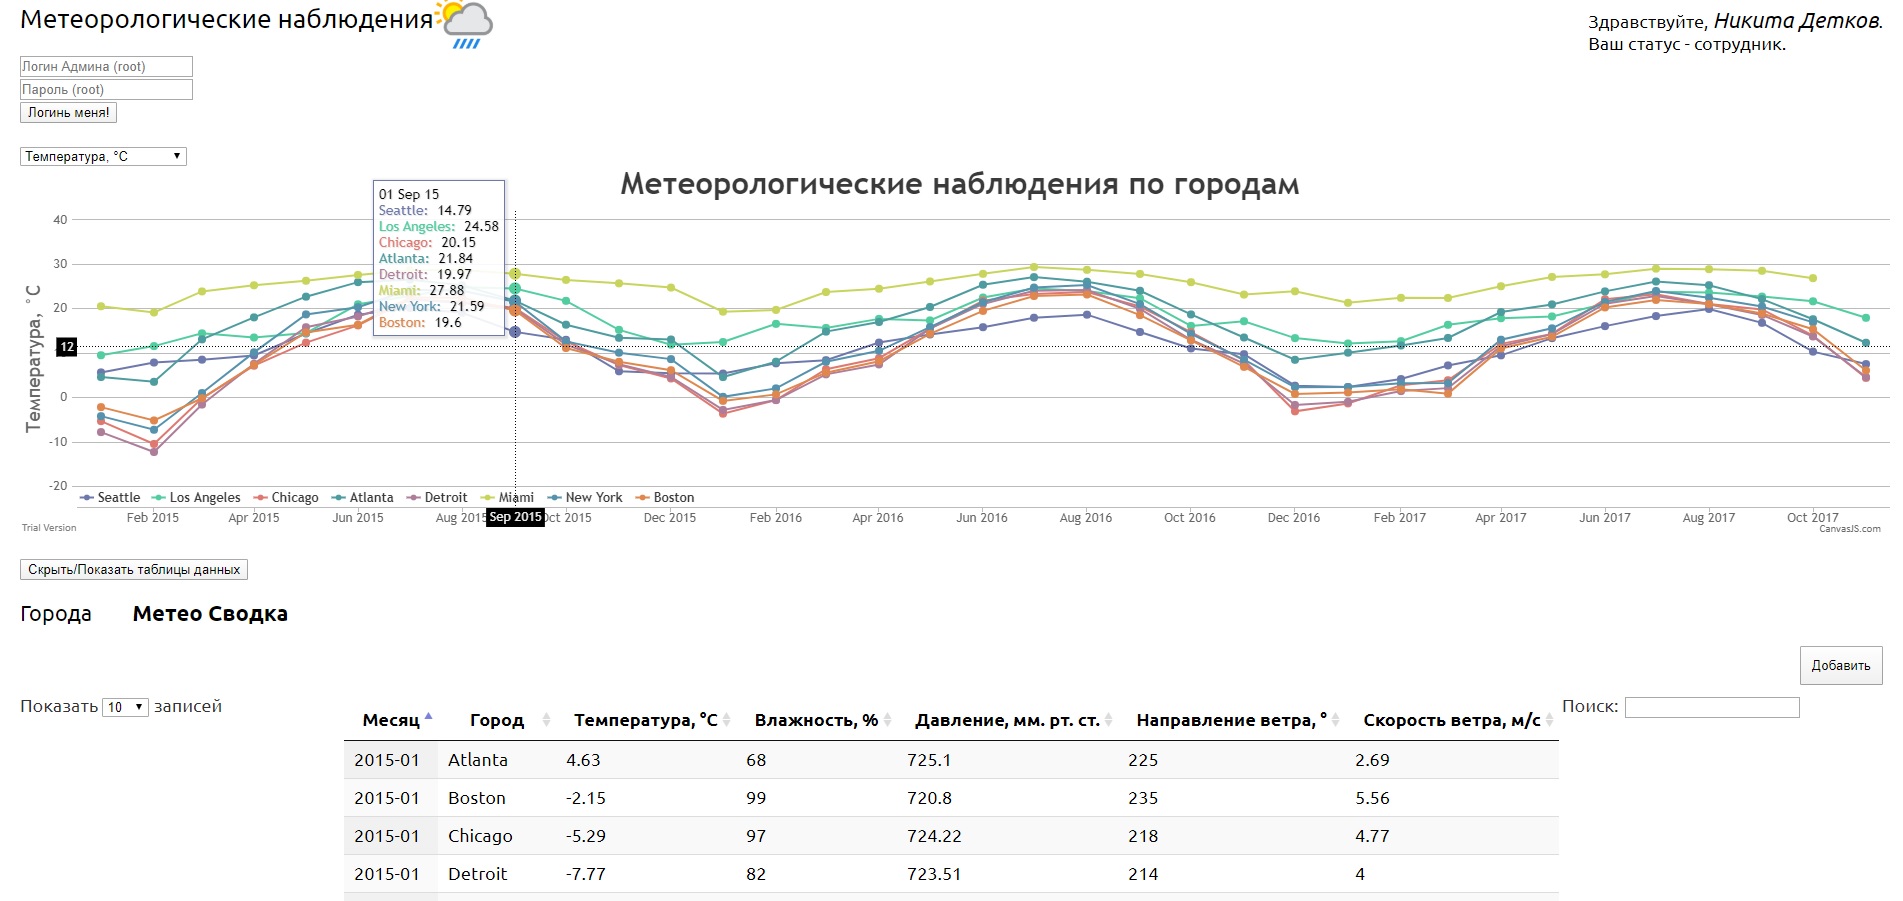 Метеорологические наблюдения
Здравствуйте, Никита Детков.
Ваш статус - сотрудник.
Логин Админа (root)
Пароль (root)
Логинь меня!
Температура, °C
Метеорологические наблюдения по городам
01 Sep 15
Seattle: 14.79
Los Angeles: 24.58
Chicago: 20.15
Atlanta: 21.84
Detroit: 19.97
Miami: 27.88
New York: 21.59
Boston: 19.6
Температура, °C
40
30
20
12
0
-10
-20
Seattle Los Angeles Chicago Atlanta Detroit Miami New York Boston
Feb 2015 Apr 2015 Jun 2015 Aug 2015 Sep 2015 Oct 2015 Dec 2015 Feb 2016 Apr 2016 Jun 2016 Aug 2016 Oct 2016 Dec 2016 Feb 2017 Apr 2017 Jun 2017 Aug 2017 Oct 2017
Trial Version
CanvasJS.com
Скрыть/Показать таблицы данных
Города Метео Сводка
Добавить
Показать 10 записей
Поиск:
Месяц Город Температура, °C Влажность, % Давление, мм. рт. ст. Направление ветра, ° Скорость ветра, м/с
2015-01 Atlanta 4.63 68 725.1 225 2.69
2015-01 Boston -2.15 99 720.8 235 5.56
2015-01 Chicago -5.29 97 724.22 218 4.77
2015-01 Detroit -7.77 82 723.51 214 4